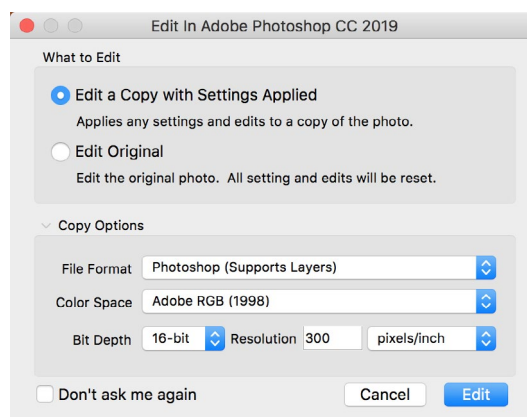 Edit In Adobe Photoshop CC 2019
What to Edit
Edit a Copy with Settings Applied
Applies any settings and edits to a copy of the photo.
Edit Original
Edit the original photo. All setting and edits will be reset.
Copy Options
File Format Photoshop (Supports Layers)
Color Space Adobe RGB (1998)
Bit Depth 16-bit Resolution 300 pixels/inch
Don't ask me again Cancel Edit